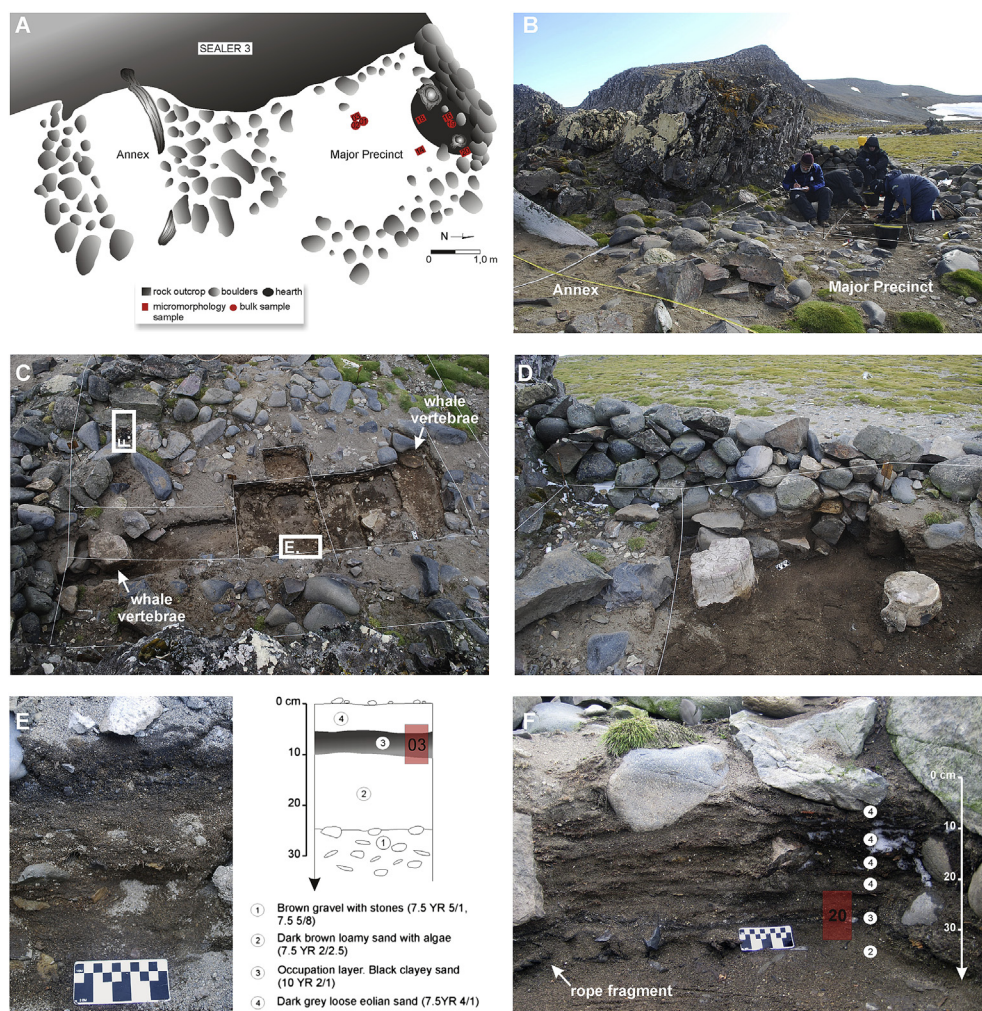 A
SEALER 3
Annex
Major Precinct
N
0 1,0 m
rock outcrop boulders hearth
micromorphology bulk sample
sample
B
Annex
Major Precinct
C
whale
vertebrae
F.
E.
whale
vertebrae
D
E
0 cm
4
3
03
10
2
20
1
30
1 Brown gravel with stones (7.5 YR 5/1,
7.5 5/8)
2 Dark brown loamy sand with algae
(7.5 YR 2/2.5)
3 Occupation layer. Black clayey sand
(10 YR 2/1)
4 Dark grey loose eolian sand (7.5YR 4/1)
F
0 cm
4
10
4
4
20
4
20
3
30
2
rope fragment